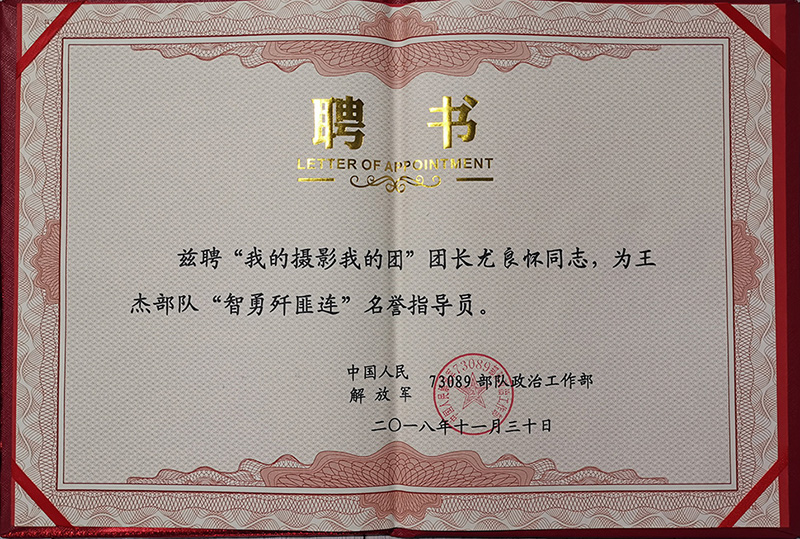 聘书
LETTER OF APPOINTMENT
兹聘“我的摄影我的团”团长尤良怀同志，为王
杰部队“智勇歼匪连”名誉指导员。
中国人民
解放军 73089部队政治工作部
二〇一八年十一月三十日